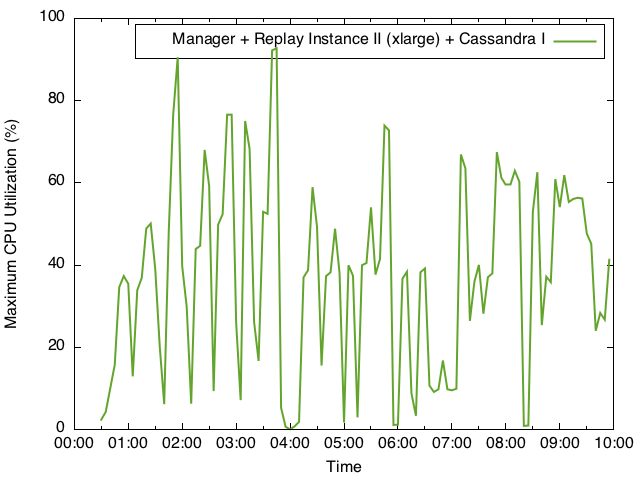 Manager + Replay Instance II (xlarge) + Cassandra I
Maximum CPU Utilization (%)
100
80
60
40
20
0
00:00 01:00 02:00 03:00 04:00 05:00 06:00 07:00 08:00 09:00 10:00
Time